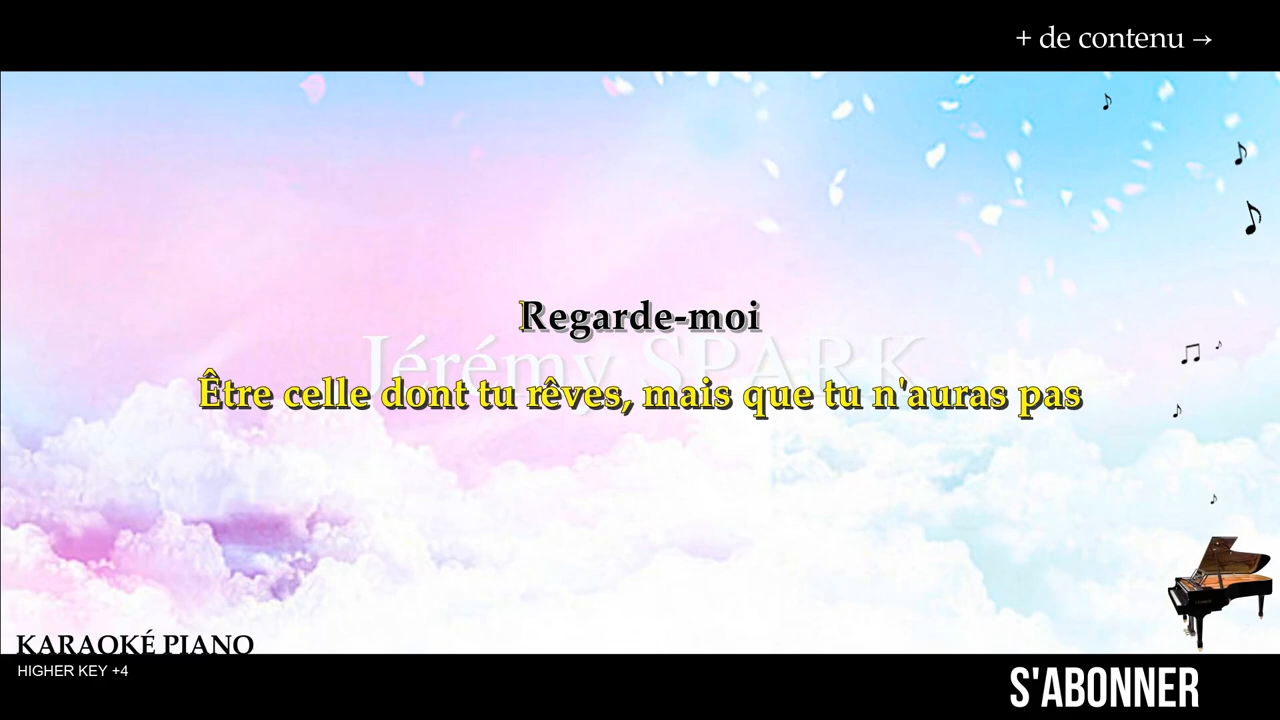 + de contenu →
Regarde-moi
Jérémy SPARK
Être celle dont tu rêves, mais que tu n'auras pas
KARAOKÉ PIANO
HIGHER KEY +4
S'ABONNER